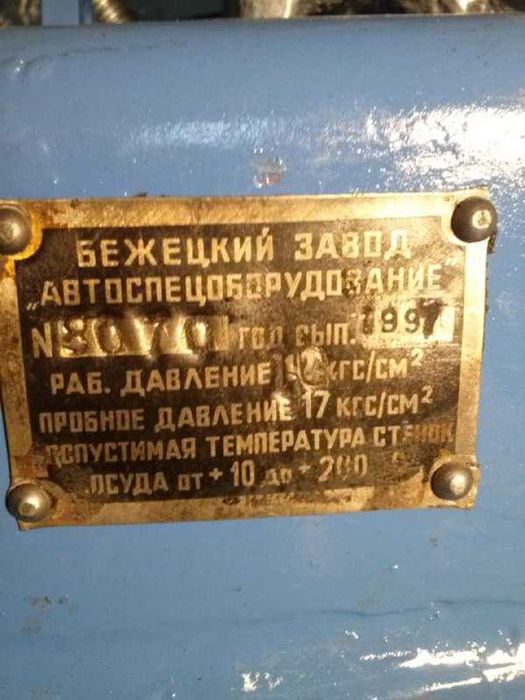 БЕЖЕЦКИЙ ЗАВОД
„АВТОСПЕЦОБОРУДОВАНИЕ"
N ГОД ВЫП. 1997
РАБ. ДАВЛЕНИЕ КГС/СМ²
ПРОБНОЕ ДАВЛЕНИЕ 17 КГС/СМ²
ДОПУСТИМАЯ ТЕМПЕРАТУРА СТЕНОК
СОСУДА от +10 до +200